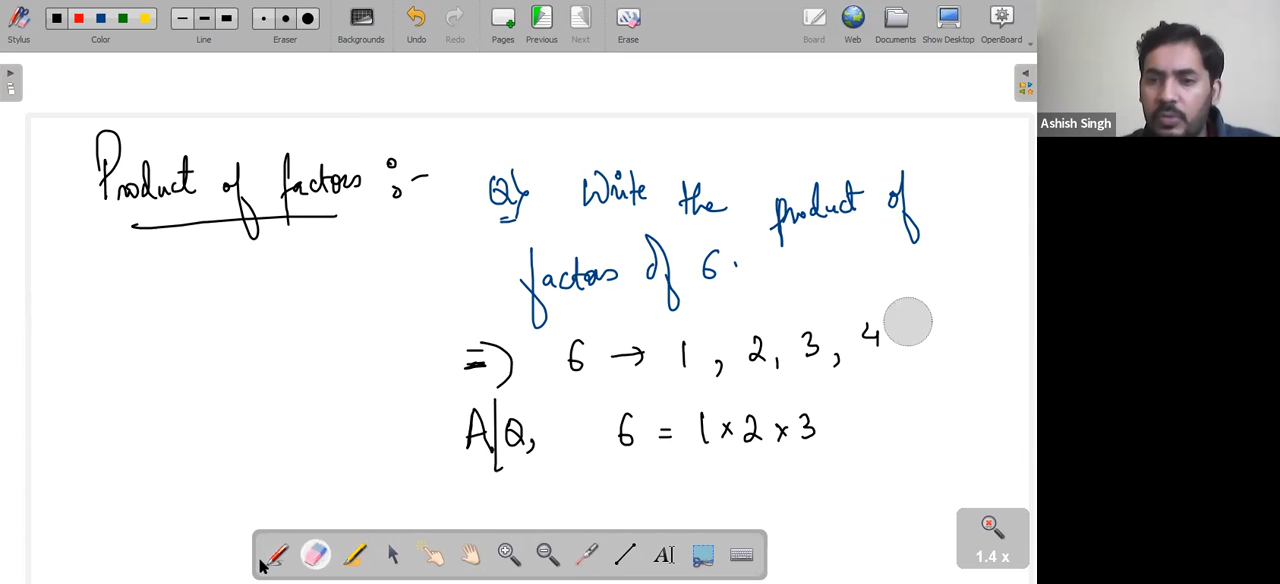 Stylus
Color
Line
Eraser
Backgrounds
Undo
Redo
Pages
Previous
Next
Erase
Board
Web
Documents
Show Desktop
OpenBoard
Ashish Singh
Product of factors :-
Q) Write the product of
factors of 6.
=> 6 → 1, 2, 3, 4
A|Q, 6 = 1 × 2 × 3
AI
1.4 x